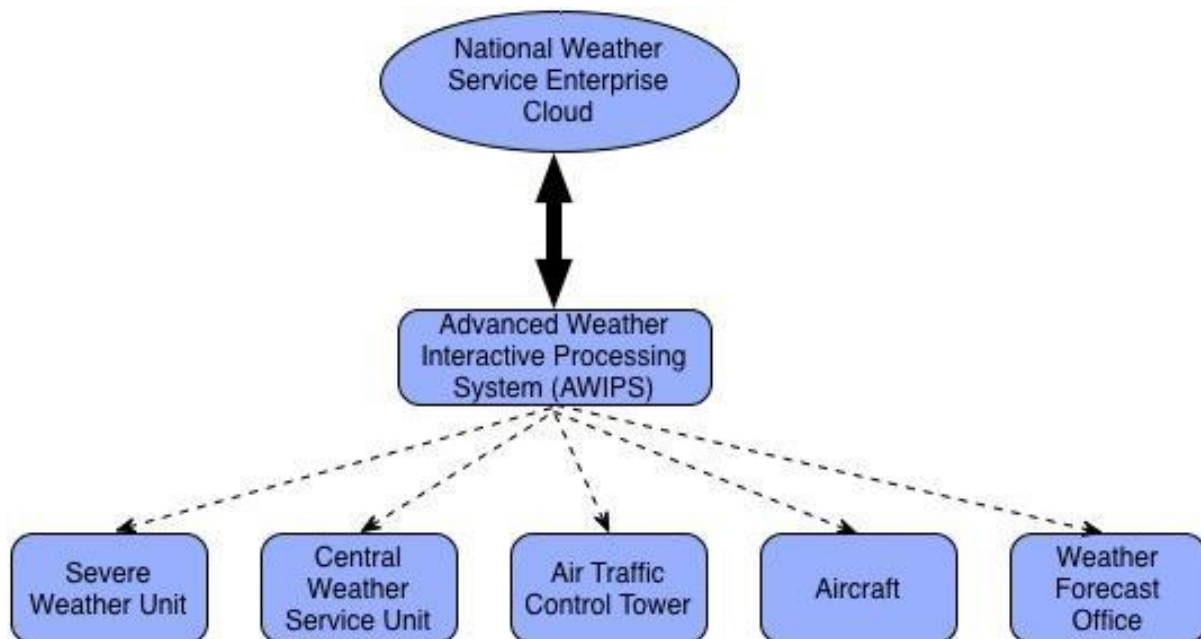 National Weather
Service Enterprise
Cloud
Advanced Weather
Interactive Processing
System (AWIPS)
Severe
Weather Unit
Central
Weather
Service Unit
Air Traffic
Control Tower
Aircraft
Weather
Forecast
Office